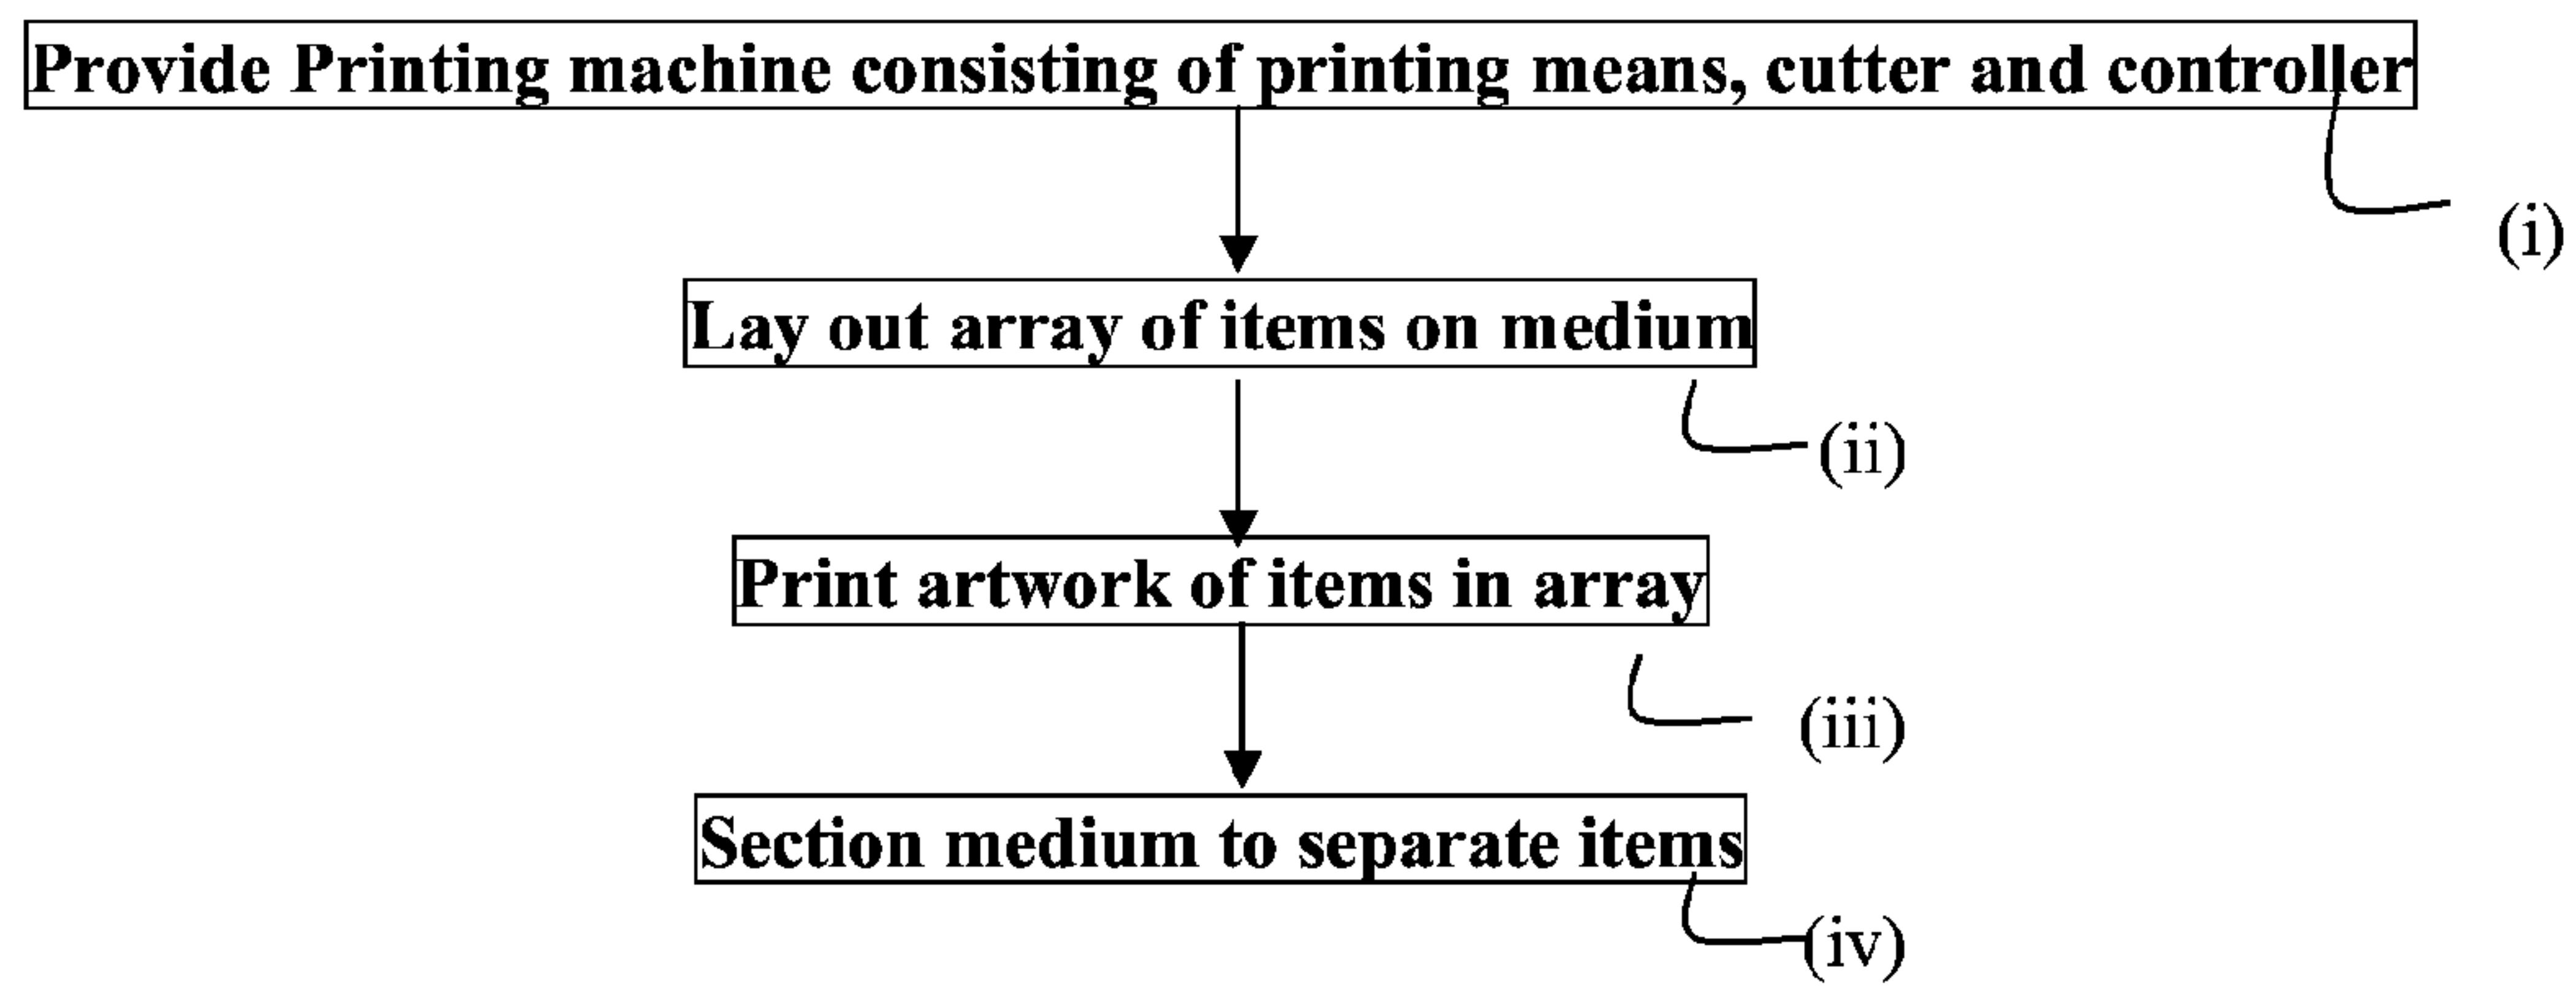 Provide Printing machine consisting of printing means, cutter and controller
(i)
Lay out array of items on medium
(ii)
Print artwork of items in array
(iii)
Section medium to separate items
(iv)